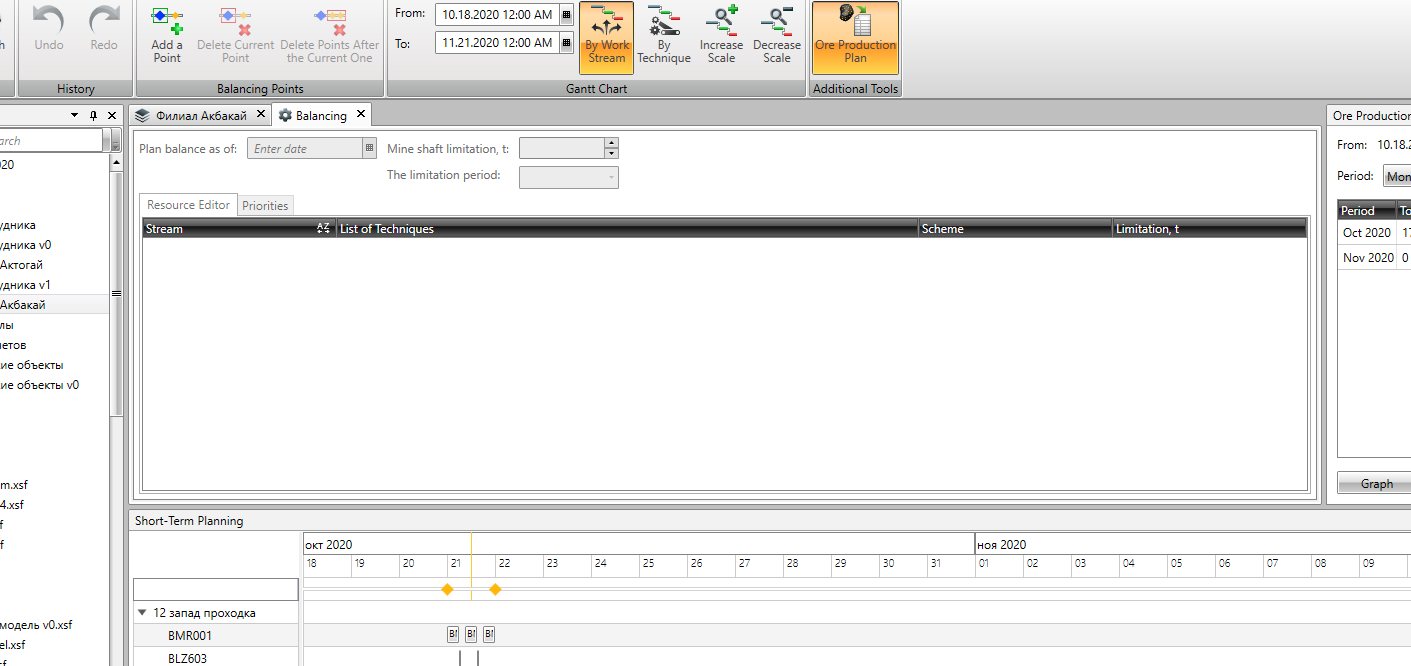 Undo Redo
History
Add a Point
Delete Current Point
Delete Points After the Current One
Balancing Points
From: 10.18.2020 12:00 AM
To: 11.21.2020 12:00 AM
By Work Stream
By Technique
Increase Scale
Decrease Scale
Gantt Chart
Ore Production Plan
Additional Tools
Филиал Акбакай
Balancing
Plan balance as of: Enter date
Mine shaft limitation, t:
The limitation period:
Resource Editor Priorities
Stream List of Techniques Scheme Limitation, t
Ore Production
From: 10.18.2
Period: Mon
Period To
Oct 2020 17
Nov 2020 0
Graph
arch
020
удника
удника v0
Актогай
удника v1
Акбакай
лы
четов
ие объекты
ие объекты v0
m.xsf
4.xsf
f
f
модель v0.xsf
el.xsf
Short-Term Planning
окт 2020 ноя 2020
18 19 20 21 22 23 24 25 26 27 28 29 30 31 01 02 03 04 05 06 07 08 09
12 запад проходка
BMR001
BLZ603